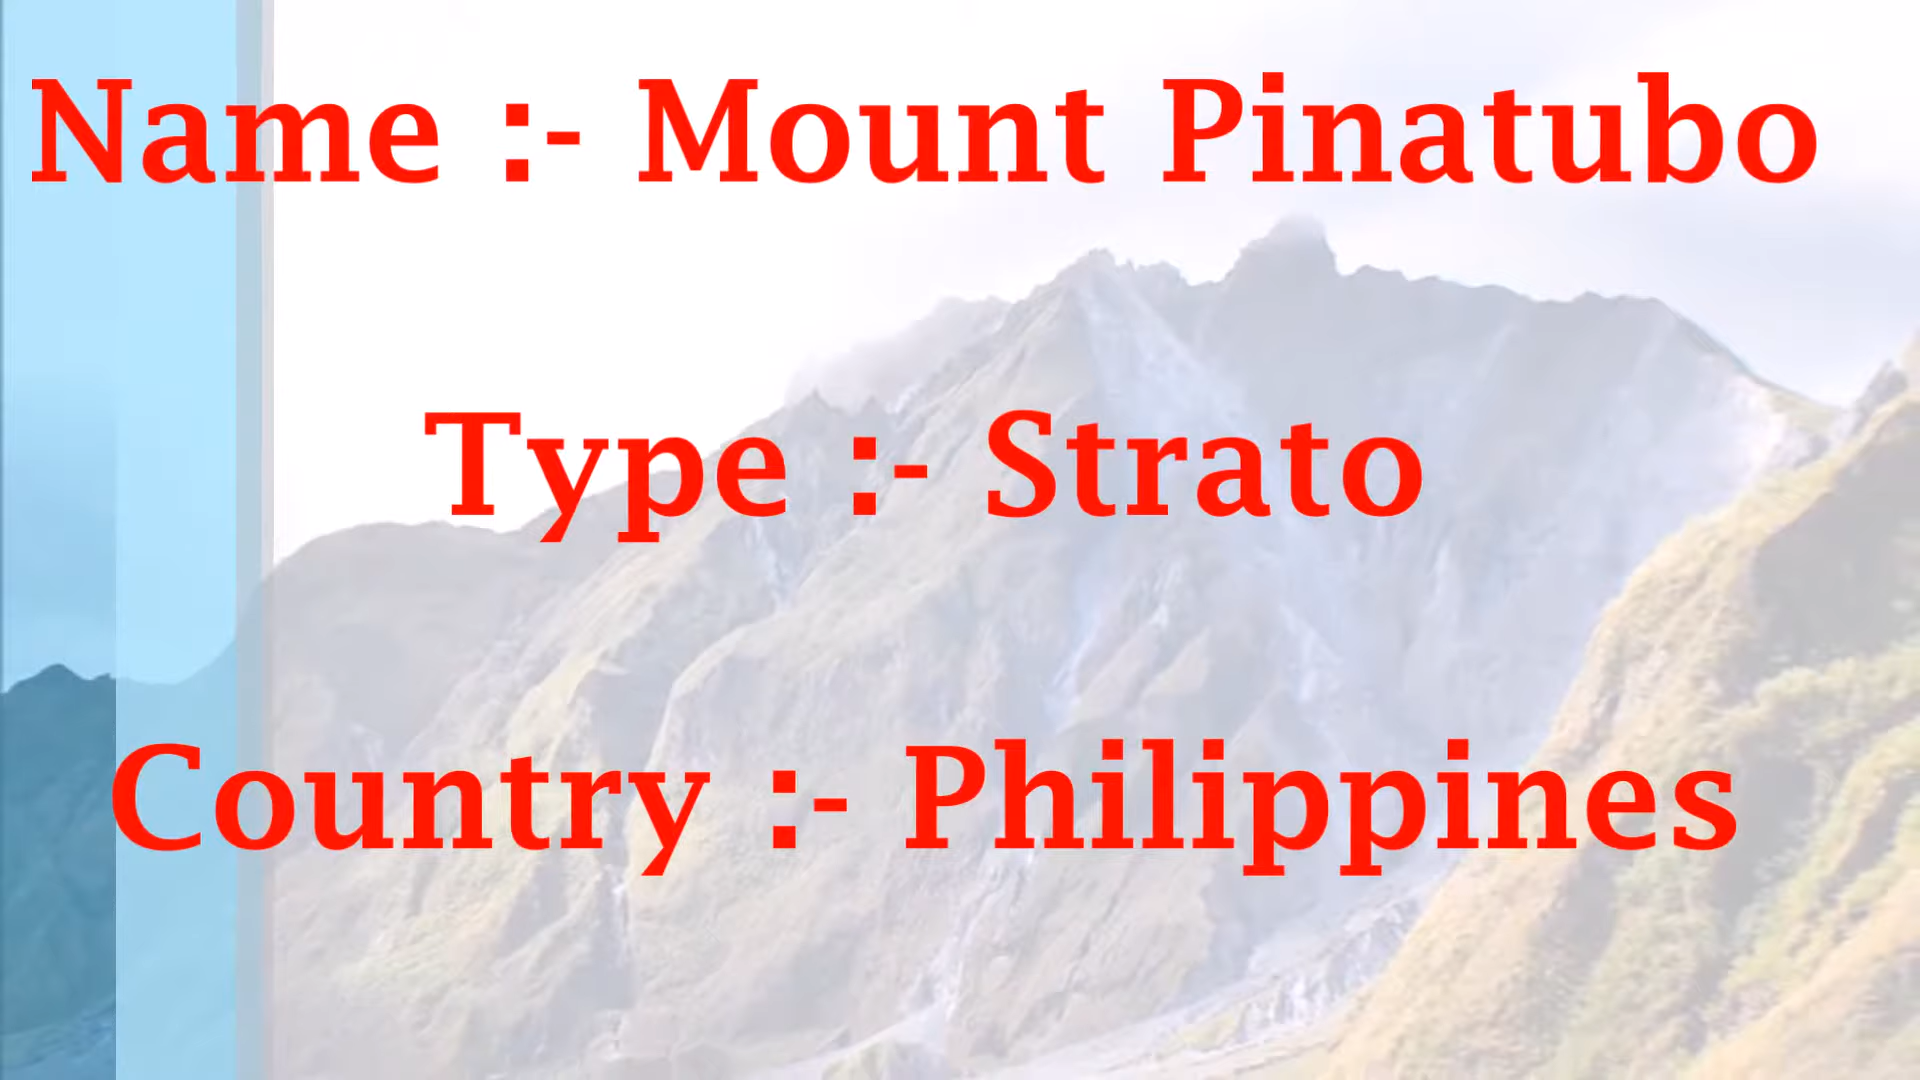 Name :- Mount Pinatubo
Type :- Strato
Country :- Philippines